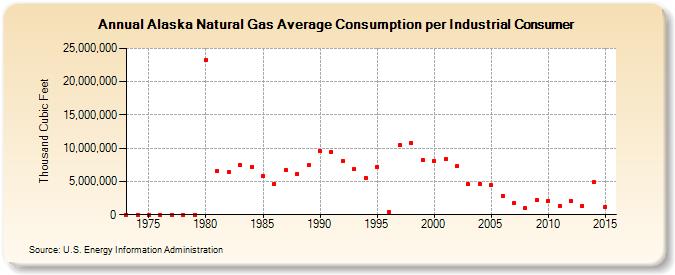 Annual Alaska Natural Gas Average Consumption per Industrial Consumer
Thousand Cubic Feet
25,000,000
20,000,000
15,000,000
10,000,000
5,000,000
0
1975 1980 1985 1990 1995 2000 2005 2010 2015
Source: U.S. Energy Information Administration